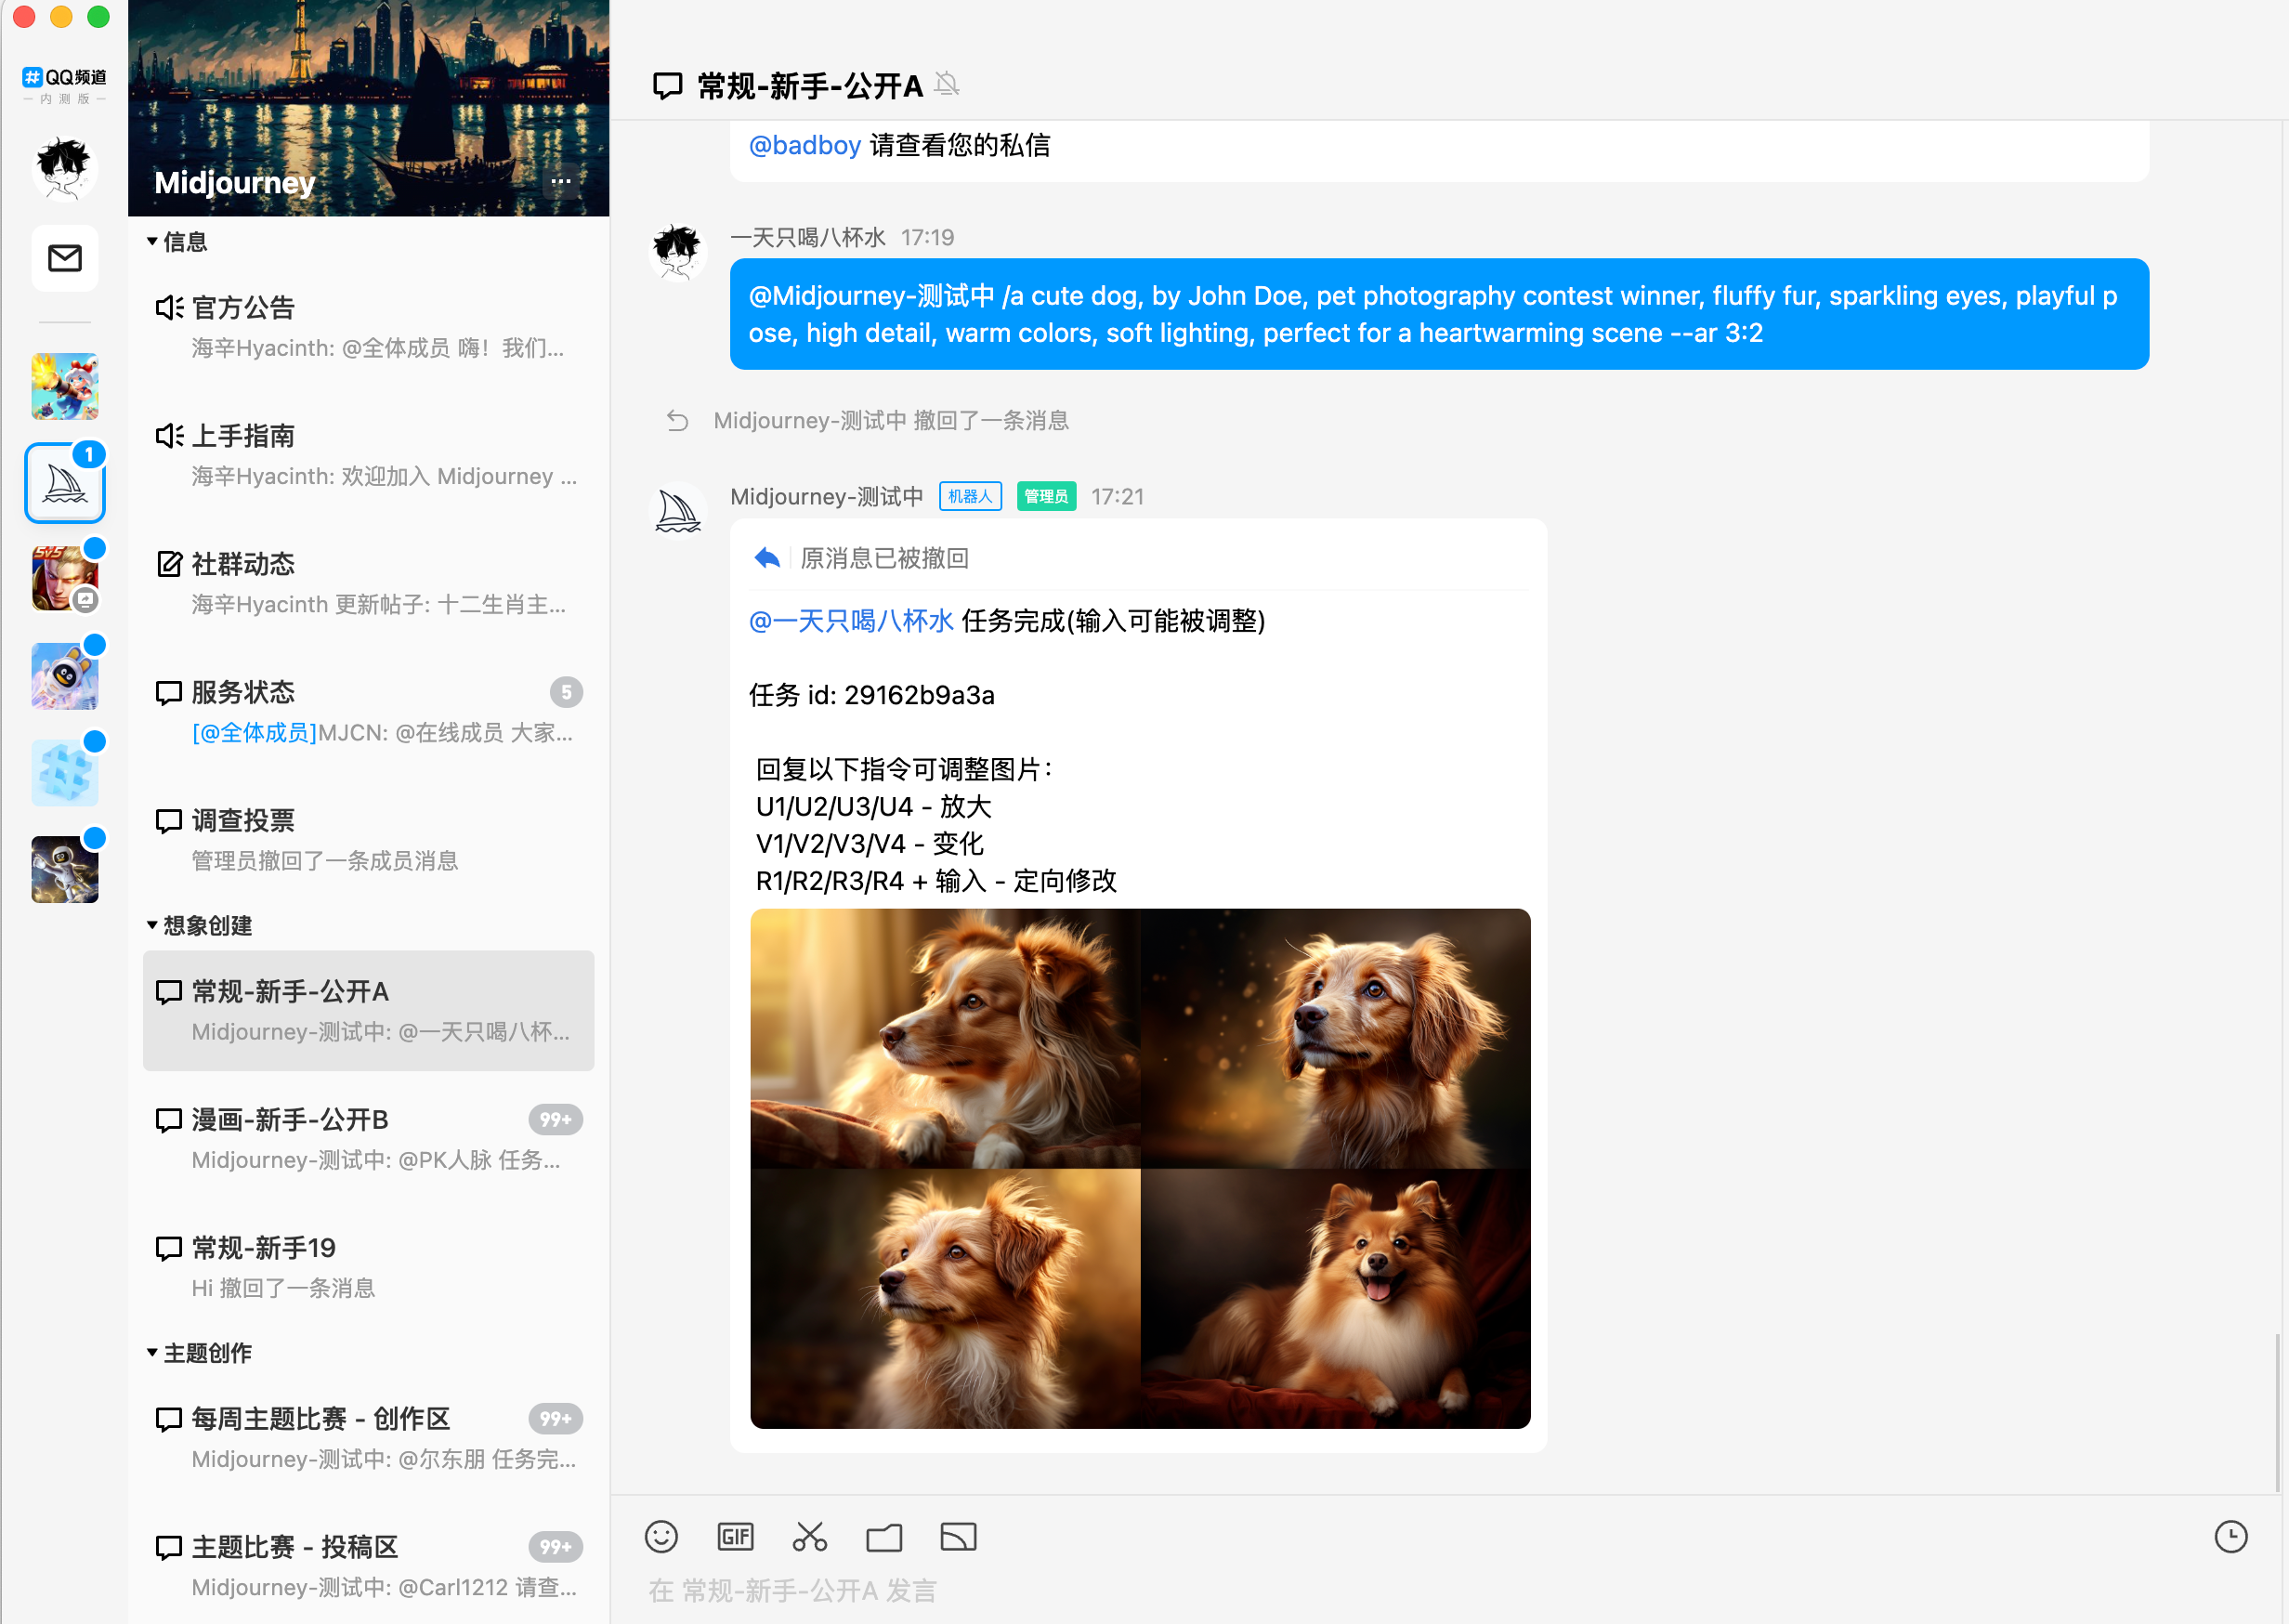 QQ频道
内测版
Midjourney
信息
官方公告
海辛Hyacinth: @全体成员 嗨！我们...
上手指南
海辛Hyacinth: 欢迎加入 Midjourney ...
社群动态
海辛Hyacinth 更新帖子: 十二生肖主...
服务状态
5
[@全体成员]MJCN: @在线成员 大家...
调查投票
管理员撤回了一条成员消息
想象创建
常规-新手-公开A
Midjourney-测试中: @一天只喝八杯...
漫画-新手-公开B
99+
Midjourney-测试中: @PK人脉 任务...
常规-新手19
Hi 撤回了一条消息
主题创作
每周主题比赛 - 创作区
99+
Midjourney-测试中: @尔东朋 任务完...
主题比赛 - 投稿区
99+
Midjourney-测试中: @Carl1212 请查...
1
5V5
常规-新手-公开A
@badboy 请查看您的私信
一天只喝八杯水 17:19
@Midjourney-测试中 /a cute dog, by John Doe, pet photography contest winner, fluffy fur, sparkling eyes, playful p
ose, high detail, warm colors, soft lighting, perfect for a heartwarming scene --ar 3:2
Midjourney-测试中 撤回了一条消息
Midjourney-测试中 机器人 管理员 17:21
原消息已被撤回
@一天只喝八杯水 任务完成(输入可能被调整)
任务 id: 29162b9a3a
回复以下指令可调整图片：
U1/U2/U3/U4 - 放大
V1/V2/V3/V4 - 变化
R1/R2/R3/R4 + 输入 - 定向修改
GIF
在 常规-新手-公开A 发言